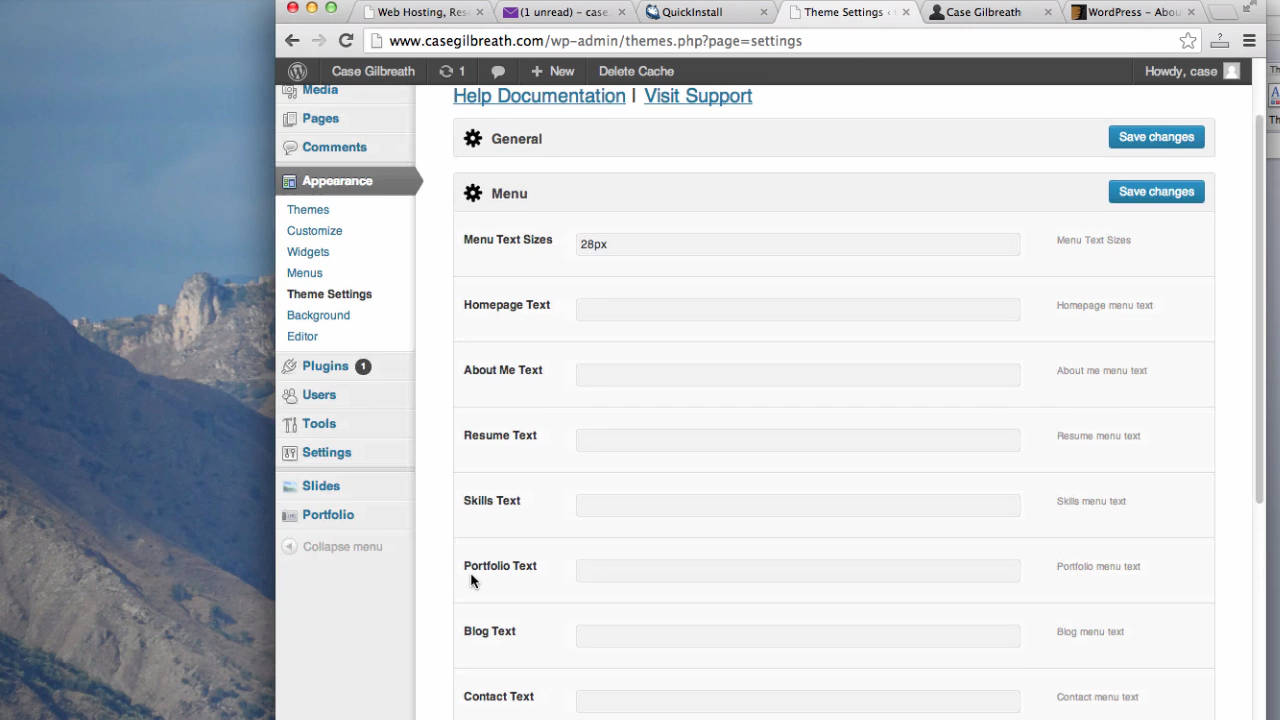 Web Hosting, Res
(1 unread) – case.
QuickInstall
Theme Settings ‹
Case Gilbreath
WordPress – Abou
www.casegilbreath.com/wp-admin/themes.php?page=settings
?
Case Gilbreath
1
New
Delete Cache
Howdy, case
Media
Pages
Comments
Appearance
Themes
Customize
Widgets
Menus
Theme Settings
Background
Editor
Plugins 1
Users
Tools
Settings
Slides
Portfolio
Collapse menu
Help Documentation | Visit Support
General
Save changes
Menu
Save changes
Menu Text Sizes
28px
Menu Text Sizes
Homepage Text
Homepage menu text
About Me Text
About me menu text
Resume Text
Resume menu text
Skills Text
Skills menu text
Portfolio Text
Portfolio menu text
Blog Text
Blog menu text
Contact Text
Contact menu text
Th
A
Th